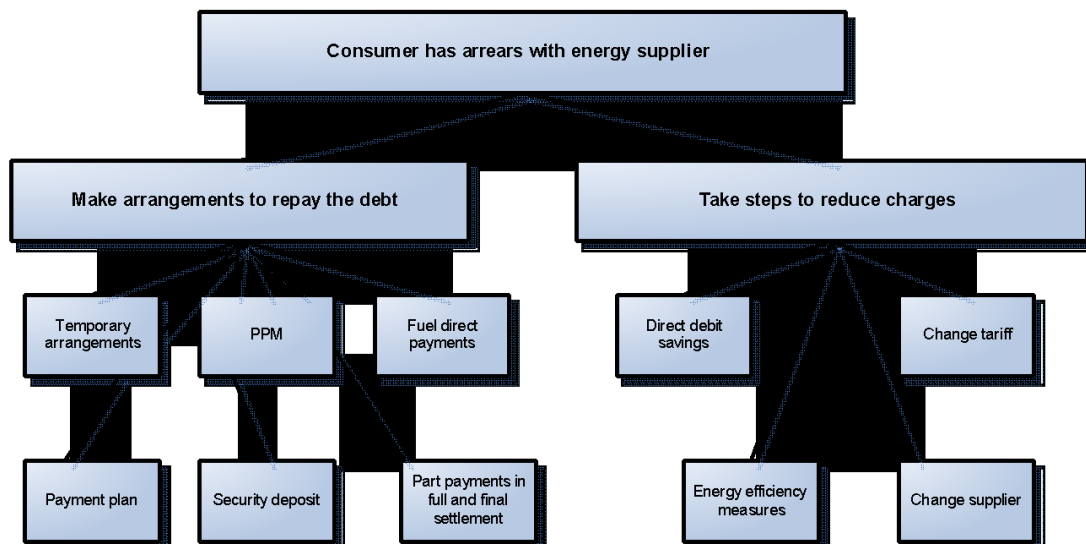 Consumer has arrears with energy supplier
Make arrangements to repay the debt
Take steps to reduce charges
Temporary
arrangements
PPM
Fuel direct
payments
Direct debit
savings
Change tariff
Payment plan
Security deposit
Part payments in
full and final
settlement
Energy efficiency
measures
Change supplier